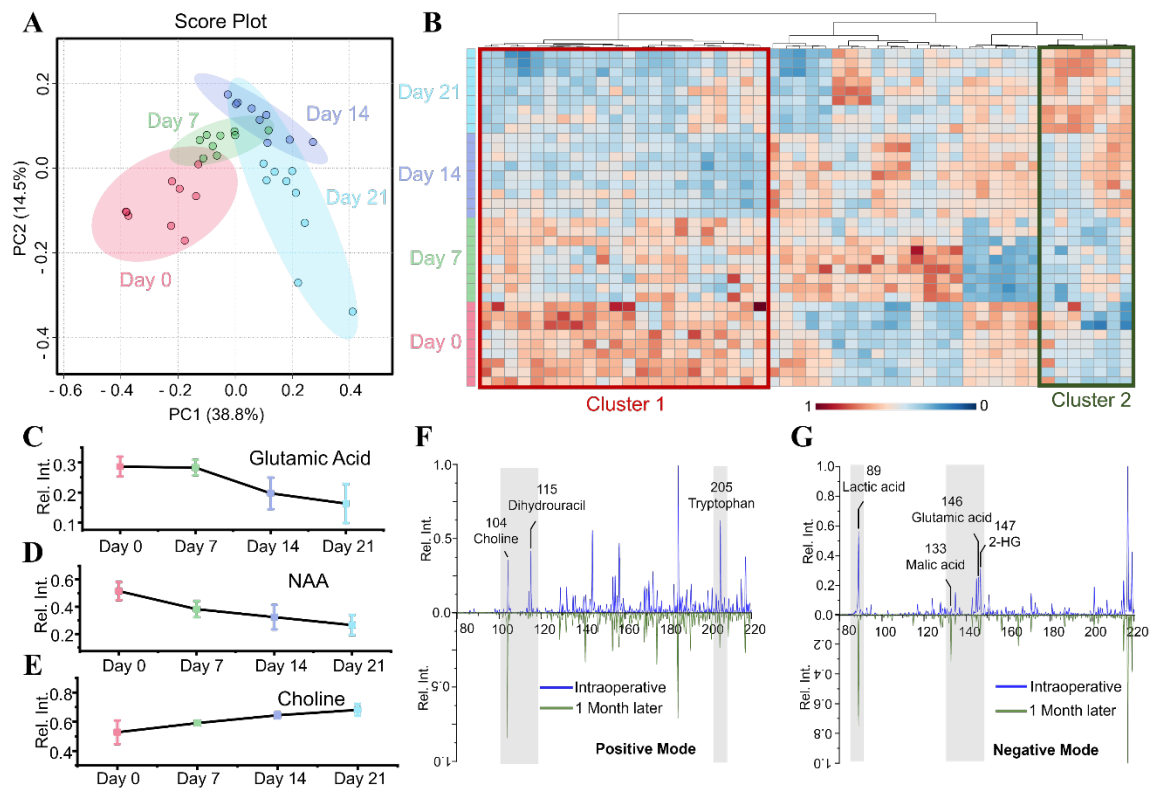 A
Score Plot
PC2 (14.5%)
0.2
0.0
- 0.2
- 0.4
Day 14
Day 7
Day 21
Day 0
-0.6
-0.4
-0.2
0.0
0.2
0.4
PC1 (38.8%)
B
Day 21
Day 14
Day 7
Day 0
Cluster 1
1
0
Cluster 2
C
Glutamic Acid
Rel. Int.
0.3
0.2
0.1
Day 0 Day 7 Day 14 Day 21
D
NAA
Rel. Int.
0.6
0.4
0.2
Day 0 Day 7 Day 14 Day 21
E
Choline
Rel. Int.
0.8
0.6
0.4
Day 0 Day 7 Day 14 Day 21
F
1.0
0.5
0.0
0.5
1.0
Rel. Int.
Rel. Int.
104
Choline
115
Dihydrouracil
205
Tryptophan
80 100 120 140 160 180 200 220
Intraoperative
1 Month later
Positive Mode
G
1.0
0.8
0.6
0.4
0.2
0.0
0.2
0.4
0.6
0.8
1.0
Rel. Int.
Rel. Int.
89
Lactic acid
146
Glutamic acid
147
2-HG
133
Malic acid
80 100 120 140 160 180 200 220
Intraoperative
1 Month later
Negative Mode